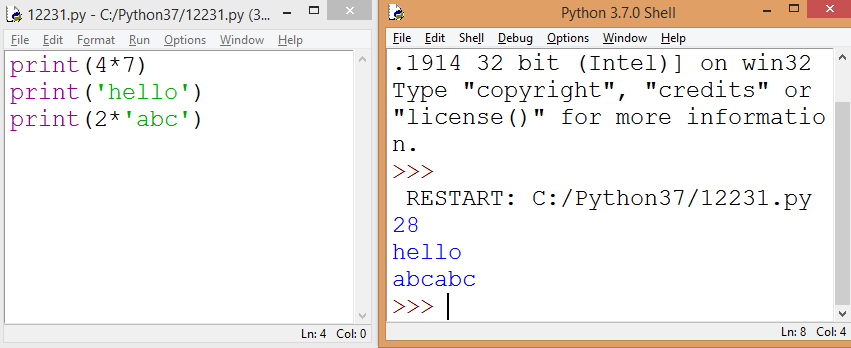 12231.py - C:/Python37/12231.py (3...
File Edit Format Run Options Window Help
print(4*7)
print('hello')
print(2*'abc')
Ln: 4 Col: 0
Python 3.7.0 Shell
File Edit Shell Debug Options Window Help
.1914 32 bit (Intel)] on win32
Type "copyright", "credits" or
"license()" for more informatio
n.
>>>
RESTART: C:/Python37/12231.py
28
hello
abcabc
>>>
Ln: 8 Col: 4